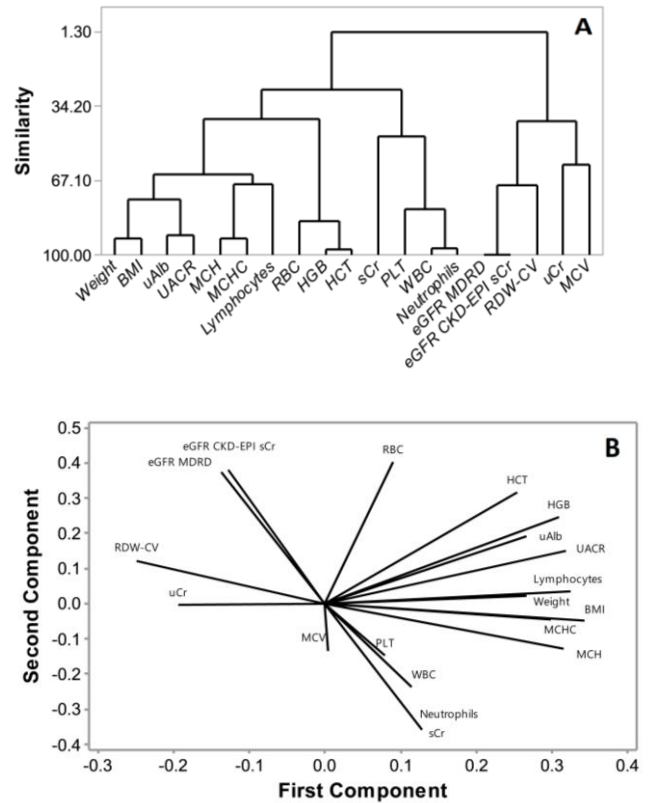 A
Similarity
1.30
34.20
67.10
100.00
Weight
BMI
uAlb
UACR
MCH
MCHC
Lymphocytes
RBC
HGB
HCT
sCr
PLT
WBC
Neutrophils
eGFR MDRD
eGFR CKD-EPI sCr
RDW-CV
uCr
MCV
B
Second Component
0.5
0.4
0.3
0.2
0.1
0.0
-0.1
-0.2
-0.3
-0.4
eGFR CKD-EPI sCr
eGFR MDRD
RBC
HCT
HGB
uAlb
UACR
RDW-CV
Lymphocytes
uCr
Weight
BMI
MCHC
MCV
PLT
MCH
WBC
Neutrophils
sCr
-0.3 -0.2 -0.1 0.0 0.1 0.2 0.3 0.4
First Component